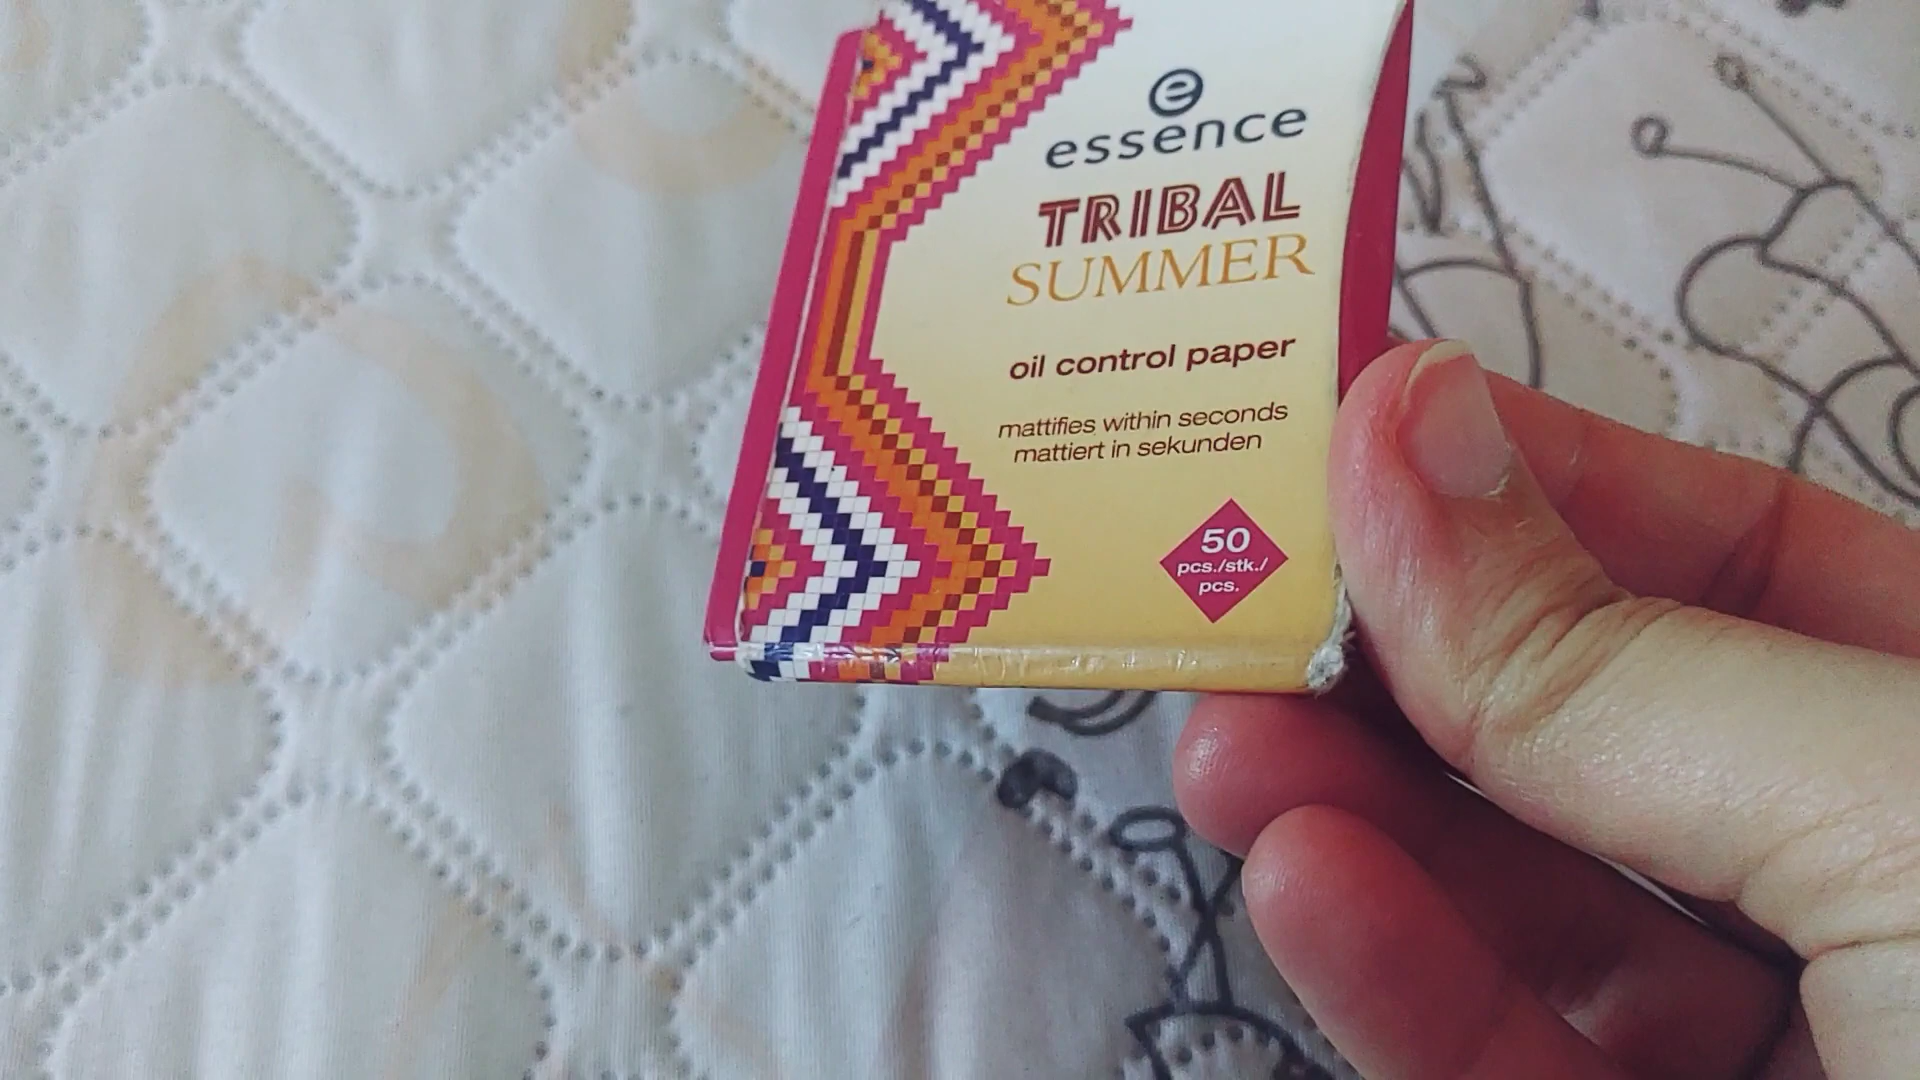 e
essence
TRIBAL
SUMMER
oil control paper
mattifies within seconds
mattiert in sekunden
50
pcs./stk./
pcs.